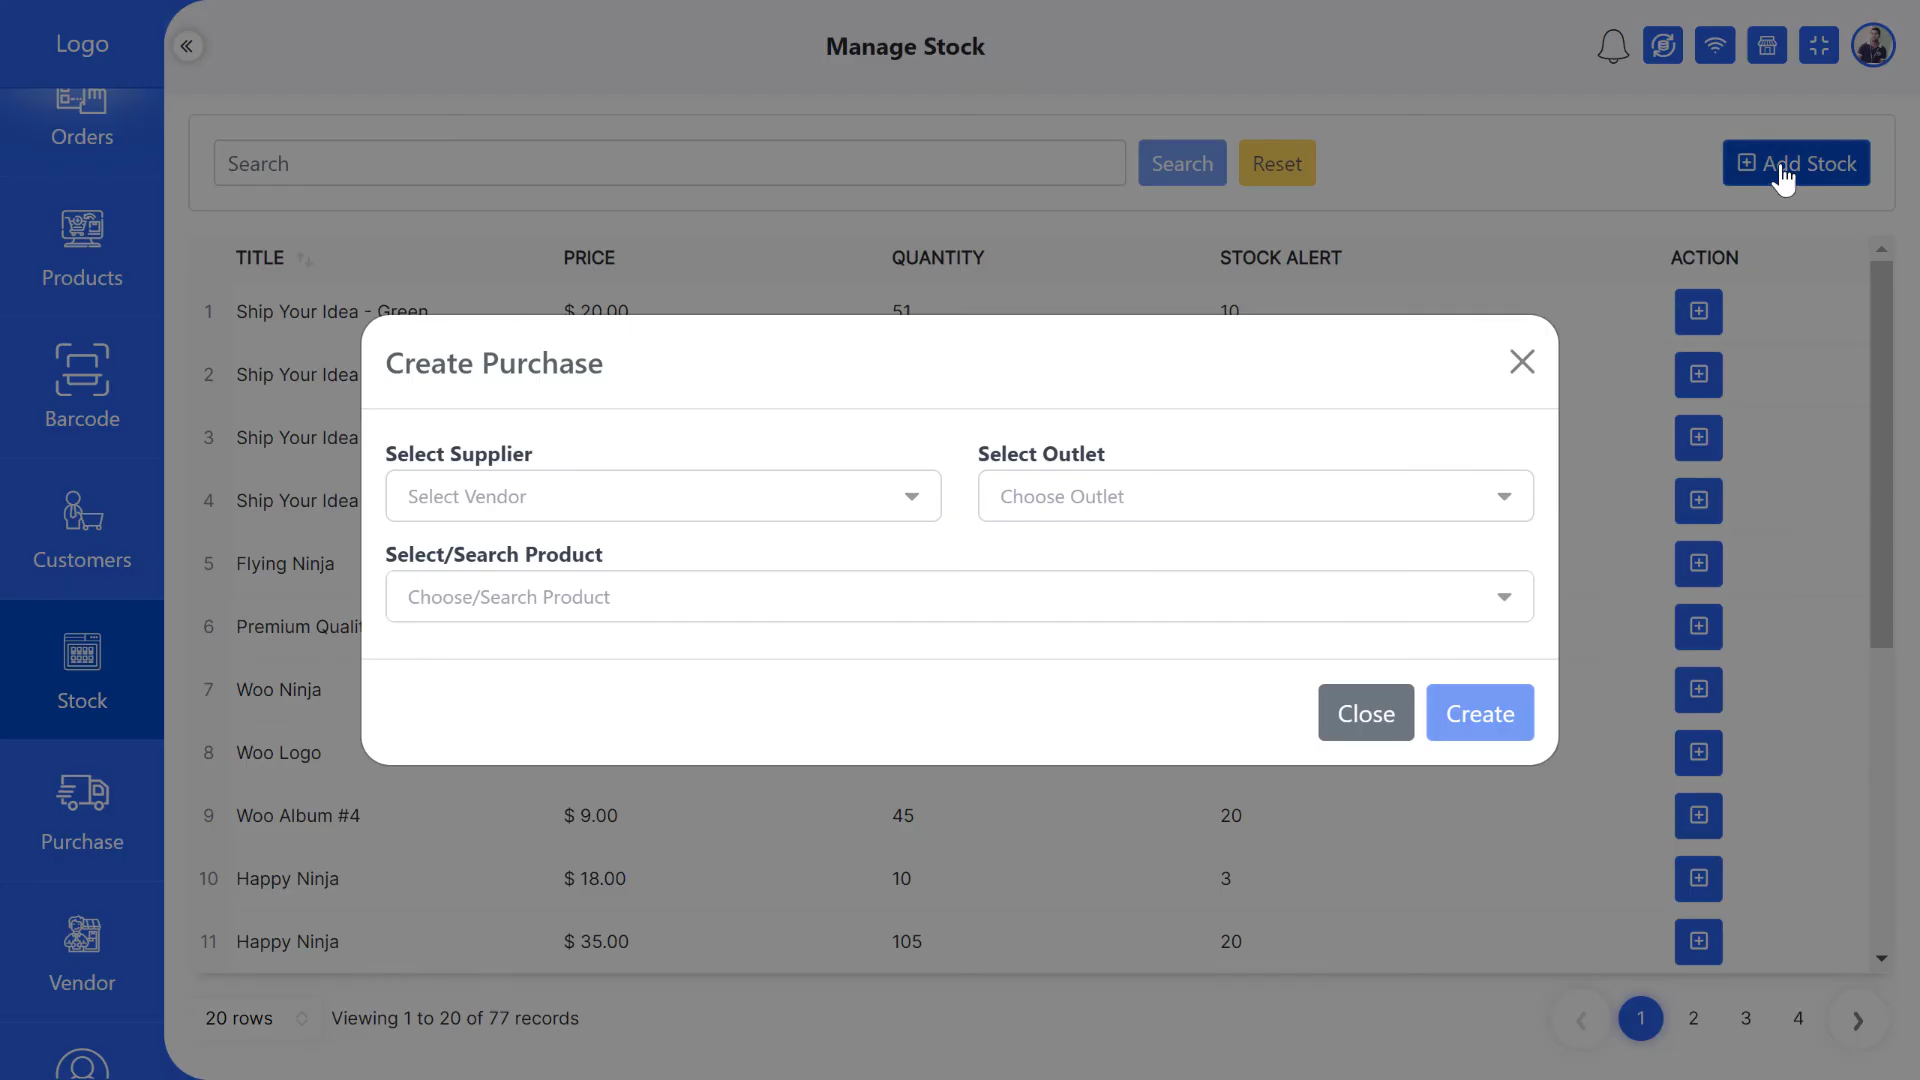 Logo
Manage Stock
Orders
Products
Barcode
Customers
Stock
Purchase
Vendor
Search
Search
Reset
Add Stock
TITLE
PRICE
QUANTITY
STOCK ALERT
ACTION
1 Ship Your Idea - Green $ 20.00 51 10
2 Ship Your Idea
3 Ship Your Idea
4 Ship Your Idea
5 Flying Ninja
6 Premium
7 Woo Ninja
8 Woo Logo
9 Woo Album #4 $ 9.00 45 20
10 Happy Ninja $ 18.00 10 3
11 Happy Ninja $ 35.00 105 20
Create Purchase
Select Supplier
Select Vendor
Select Outlet
Choose Outlet
Select/Search Product
Choose/Search Product
Close
Create
20 rows
Viewing 1 to 20 of 77 records
1 2 3 4